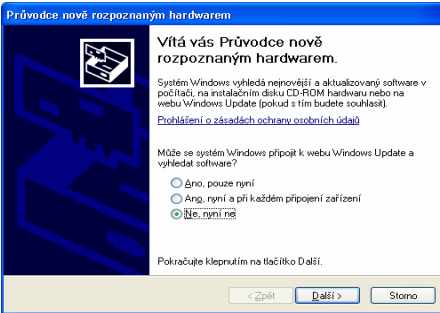 Průvodce nově rozpoznaným hardwarem
Vítá vás Průvodce nově
rozpoznaným hardwarem.
Systém Windows vyhledá nejnovější a aktualizovaný software v
počítači, na instalačním disku CD-ROM hardwaru nebo na
webu Windows Update (pokud s tím budete souhlasit).
Prohlášení o zásadách ochrany osobních údajů
Může se systém Windows připojit k webu Windows Update a
vyhledat software?
Ano, pouze nyní
Ano, nyní a při každém připojení zařízení
Ne, nyní ne
Pokračujte klepnutím na tlačítko Další.
< Zpět
Další >
Storno